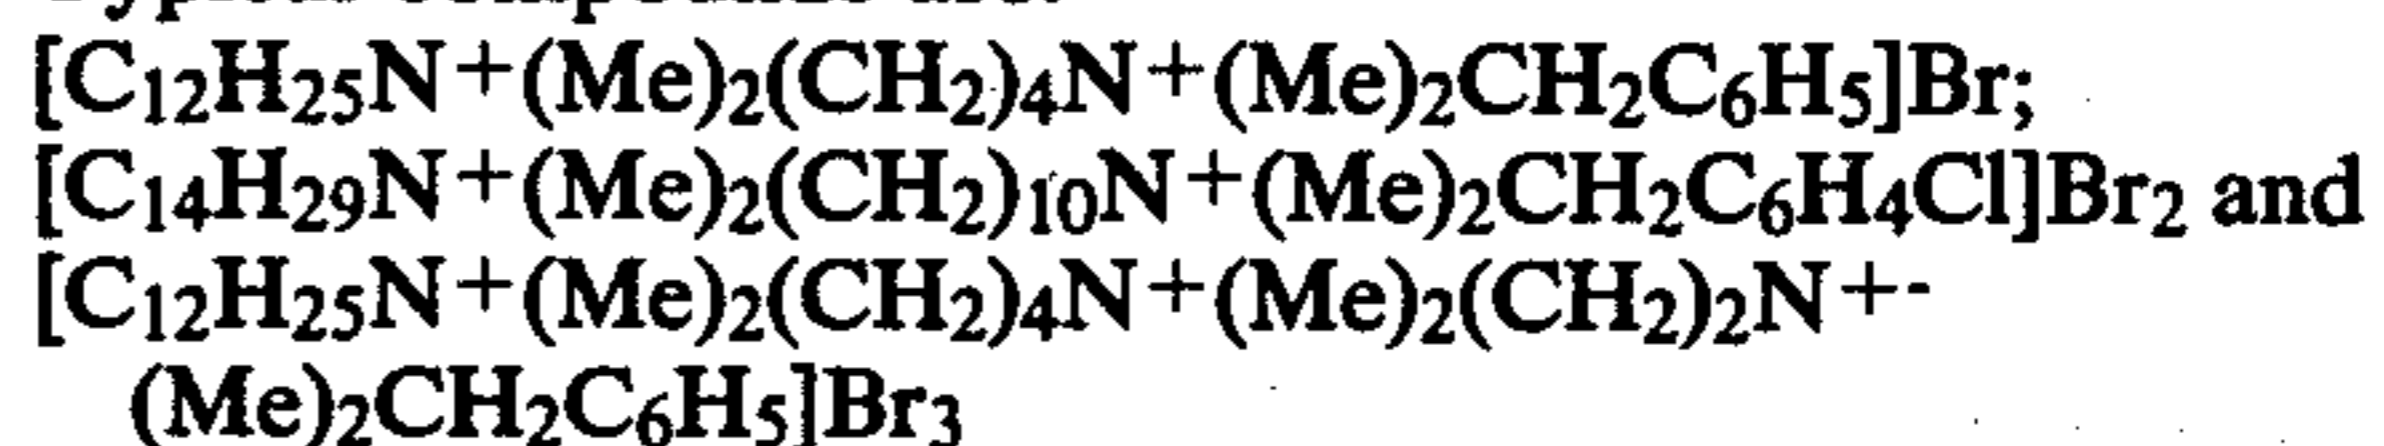 [C12H25N+(Me)2(CH2)4N+(Me)2CH2C6H5]Br;
[C14H29N+(Me)2(CH2)10N+(Me)2CH2C6H4Cl]Br2 and
[C12H25N+(Me)2(CH2)4N+(Me)2(CH2)2N+-
(Me)2CH2C6H5]Br3